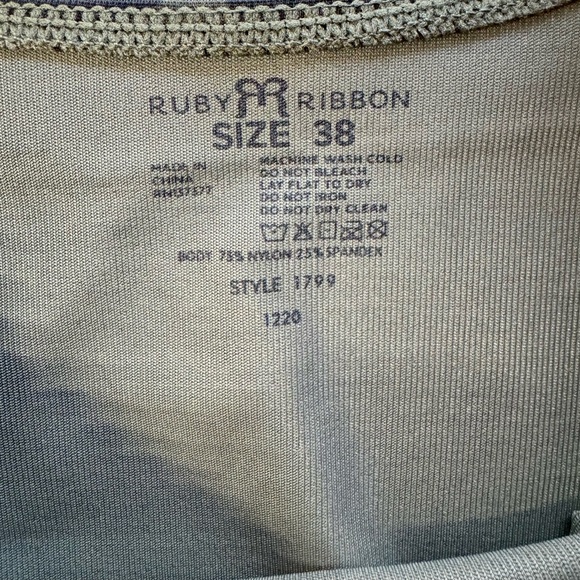 RUBY RIBBON
SIZE 38
MADE IN
CHINA
RN137377
MACHINE WASH COLD
DO NOT BLEACH
LAY FLAT TO DRY
DO NOT IRON
DO NOT DRY CLEAN
BODY 75% NYLON 25% SPANDEX
STYLE 1799
1220